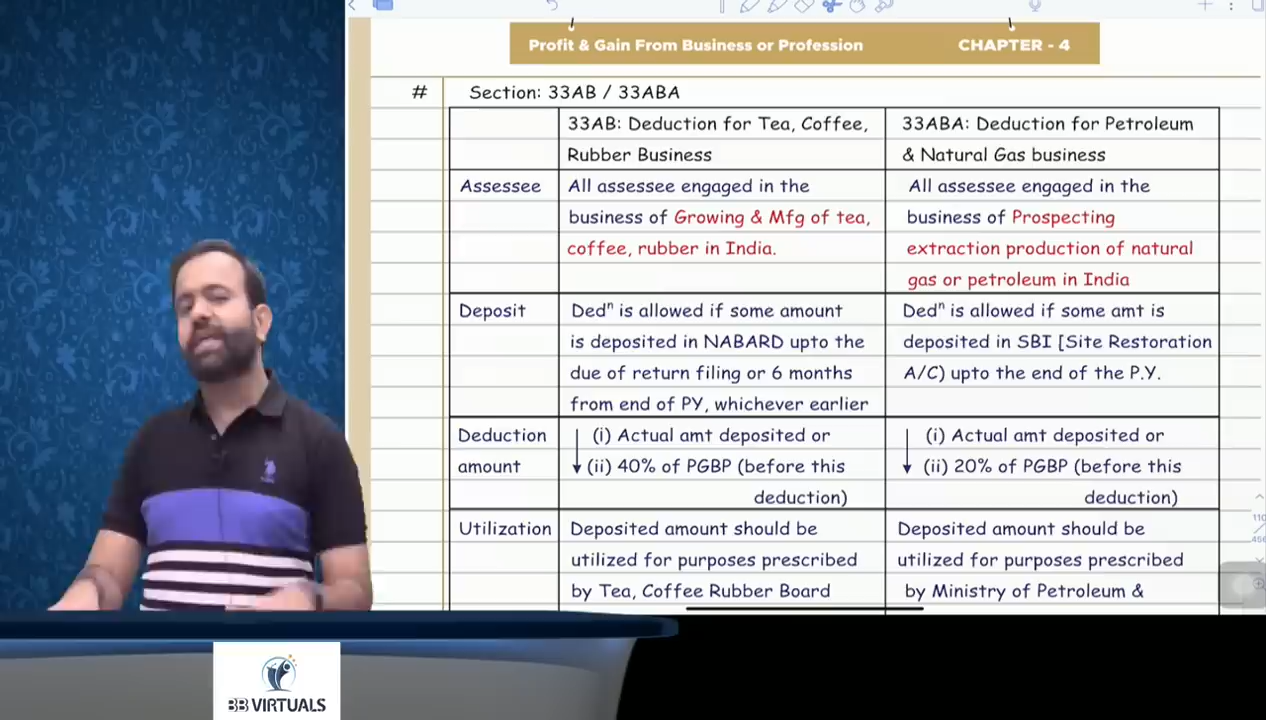 Profit & Gain From Business or Profession CHAPTER - 4
# Section: 33AB / 33ABA
33AB: Deduction for Tea, Coffee,
Rubber Business
33ABA: Deduction for Petroleum
& Natural Gas business
Assessee
All assessee engaged in the
business of Growing & Mfg of tea,
coffee, rubber in India.
All assessee engaged in the
business of Prospecting
extraction production of natural
gas or petroleum in India
Deposit
Dedⁿ is allowed if some amount
is deposited in NABARD upto the
due of return filing or 6 months
from end of PY, whichever earlier
Dedⁿ is allowed if some amt is
deposited in SBI [Site Restoration
A/C) upto the end of the P.Y.
Deduction
amount
(i) Actual amt deposited or
(ii) 40% of PGBP (before this
deduction)
(i) Actual amt deposited or
(ii) 20% of PGBP (before this
deduction)
Utilization
Deposited amount should be
utilized for purposes prescribed
by Tea, Coffee Rubber Board
Deposited amount should be
utilized for purposes prescribed
by Ministry of Petroleum &
BB VIRTUALS